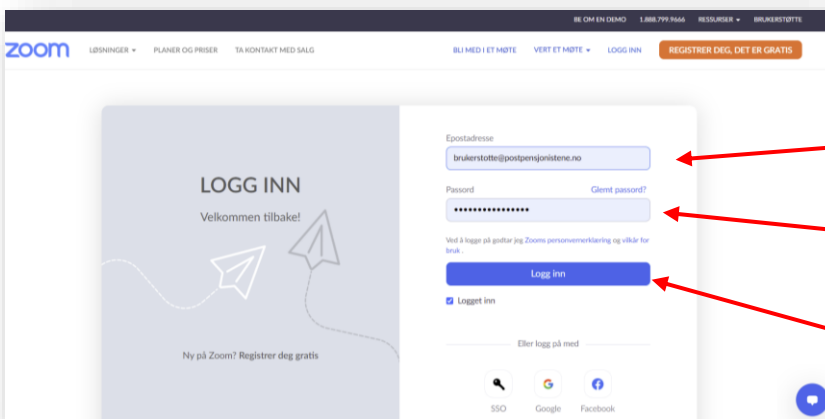 BE OM EN DEMO 1.888.799.9666 RESSURSER BRUKERSTØTTE
zoom LØSNINGER PLANER OG PRISER TA KONTAKT MED SALG BLI MED I ET MØTE VERT ET MØTE LOGG INN REGISTRER DEG, DET ER GRATIS
LOGG INN
Velkommen tilbake!
Ny på Zoom? Registrer deg gratis
Epostadresse
brukerstotte@postpensjonistene.no
Passord Glemt passord?
••••••••••••••••
Ved å logge på godtar jeg Zooms personvernerklæring og vilkår for
bruk .
Logg inn
Logget inn
Eller logg på med
SSO Google Facebook